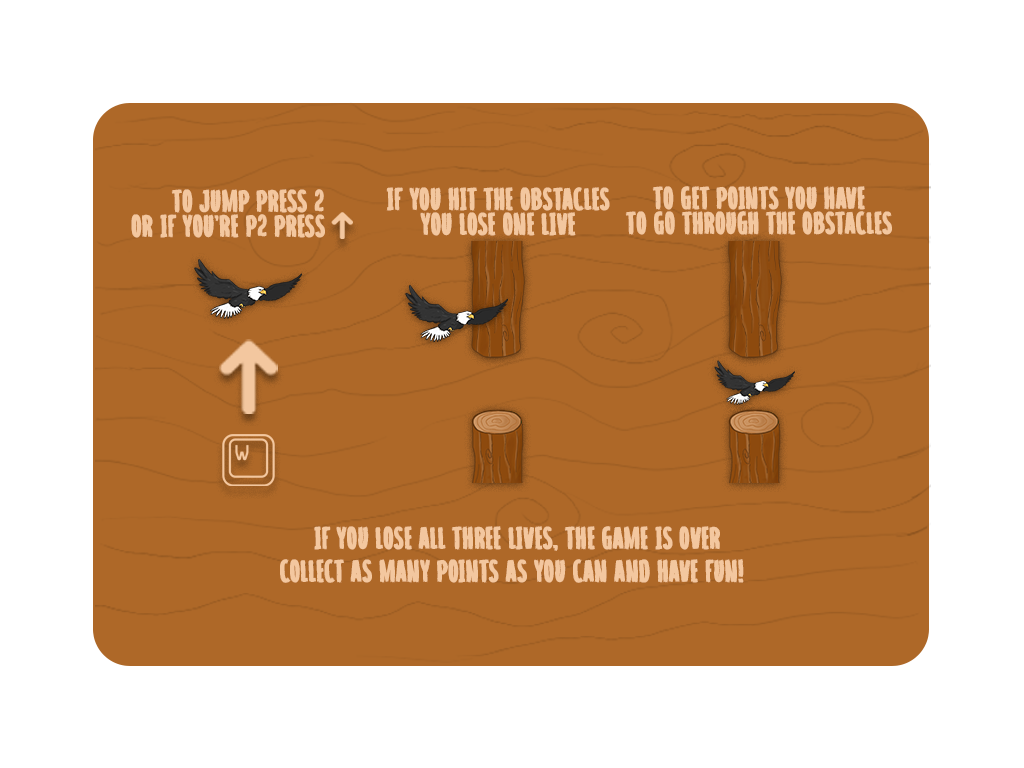 TO JUMP PRESS 2
OR IF YOU'RE P2 PRESS ↑
IF YOU HIT THE OBSTACLES
YOU LOSE ONE LIVE
TO GET POINTS YOU HAVE
TO GO THROUGH THE OBSTACLES
W
IF YOU LOSE ALL THREE LIVES, THE GAME IS OVER
COLLECT AS MANY POINTS AS YOU CAN AND HAVE FUN!